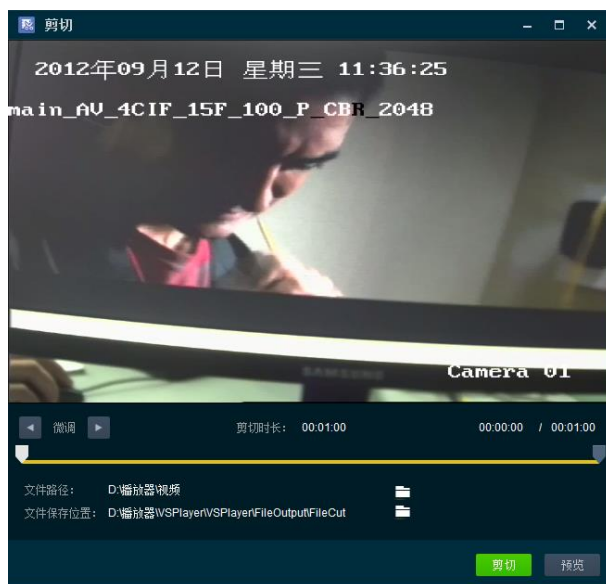 剪切
2012年09月12日 星期三 11:36:25
main_AV_4CIF_15F_100_P_CBR_2048
SAMSUNG
Camera 01
微调 剪切时长: 00:01:00 00:00:00 / 00:01:00
文件路径: D:\播放器\视频
文件保存位置: D:\播放器\VSPlayer\VSPlayer\FileOutput\FileCut
剪切 预览